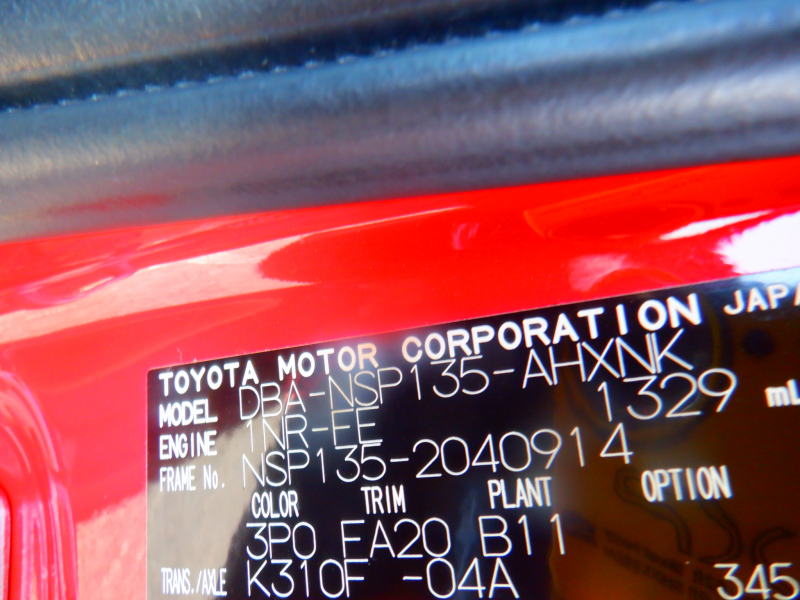 TOYOTA MOTOR CORPORATION JAPA
MODEL DBA-NSP135-AHXNK
ENGINE 1NR-FE 1329 mL
FRAME No. NSP135-2040914
COLOR TRIM PLANT OPTION
3P0 FA20 B11
TRANS./AXLE K310F -04A 345